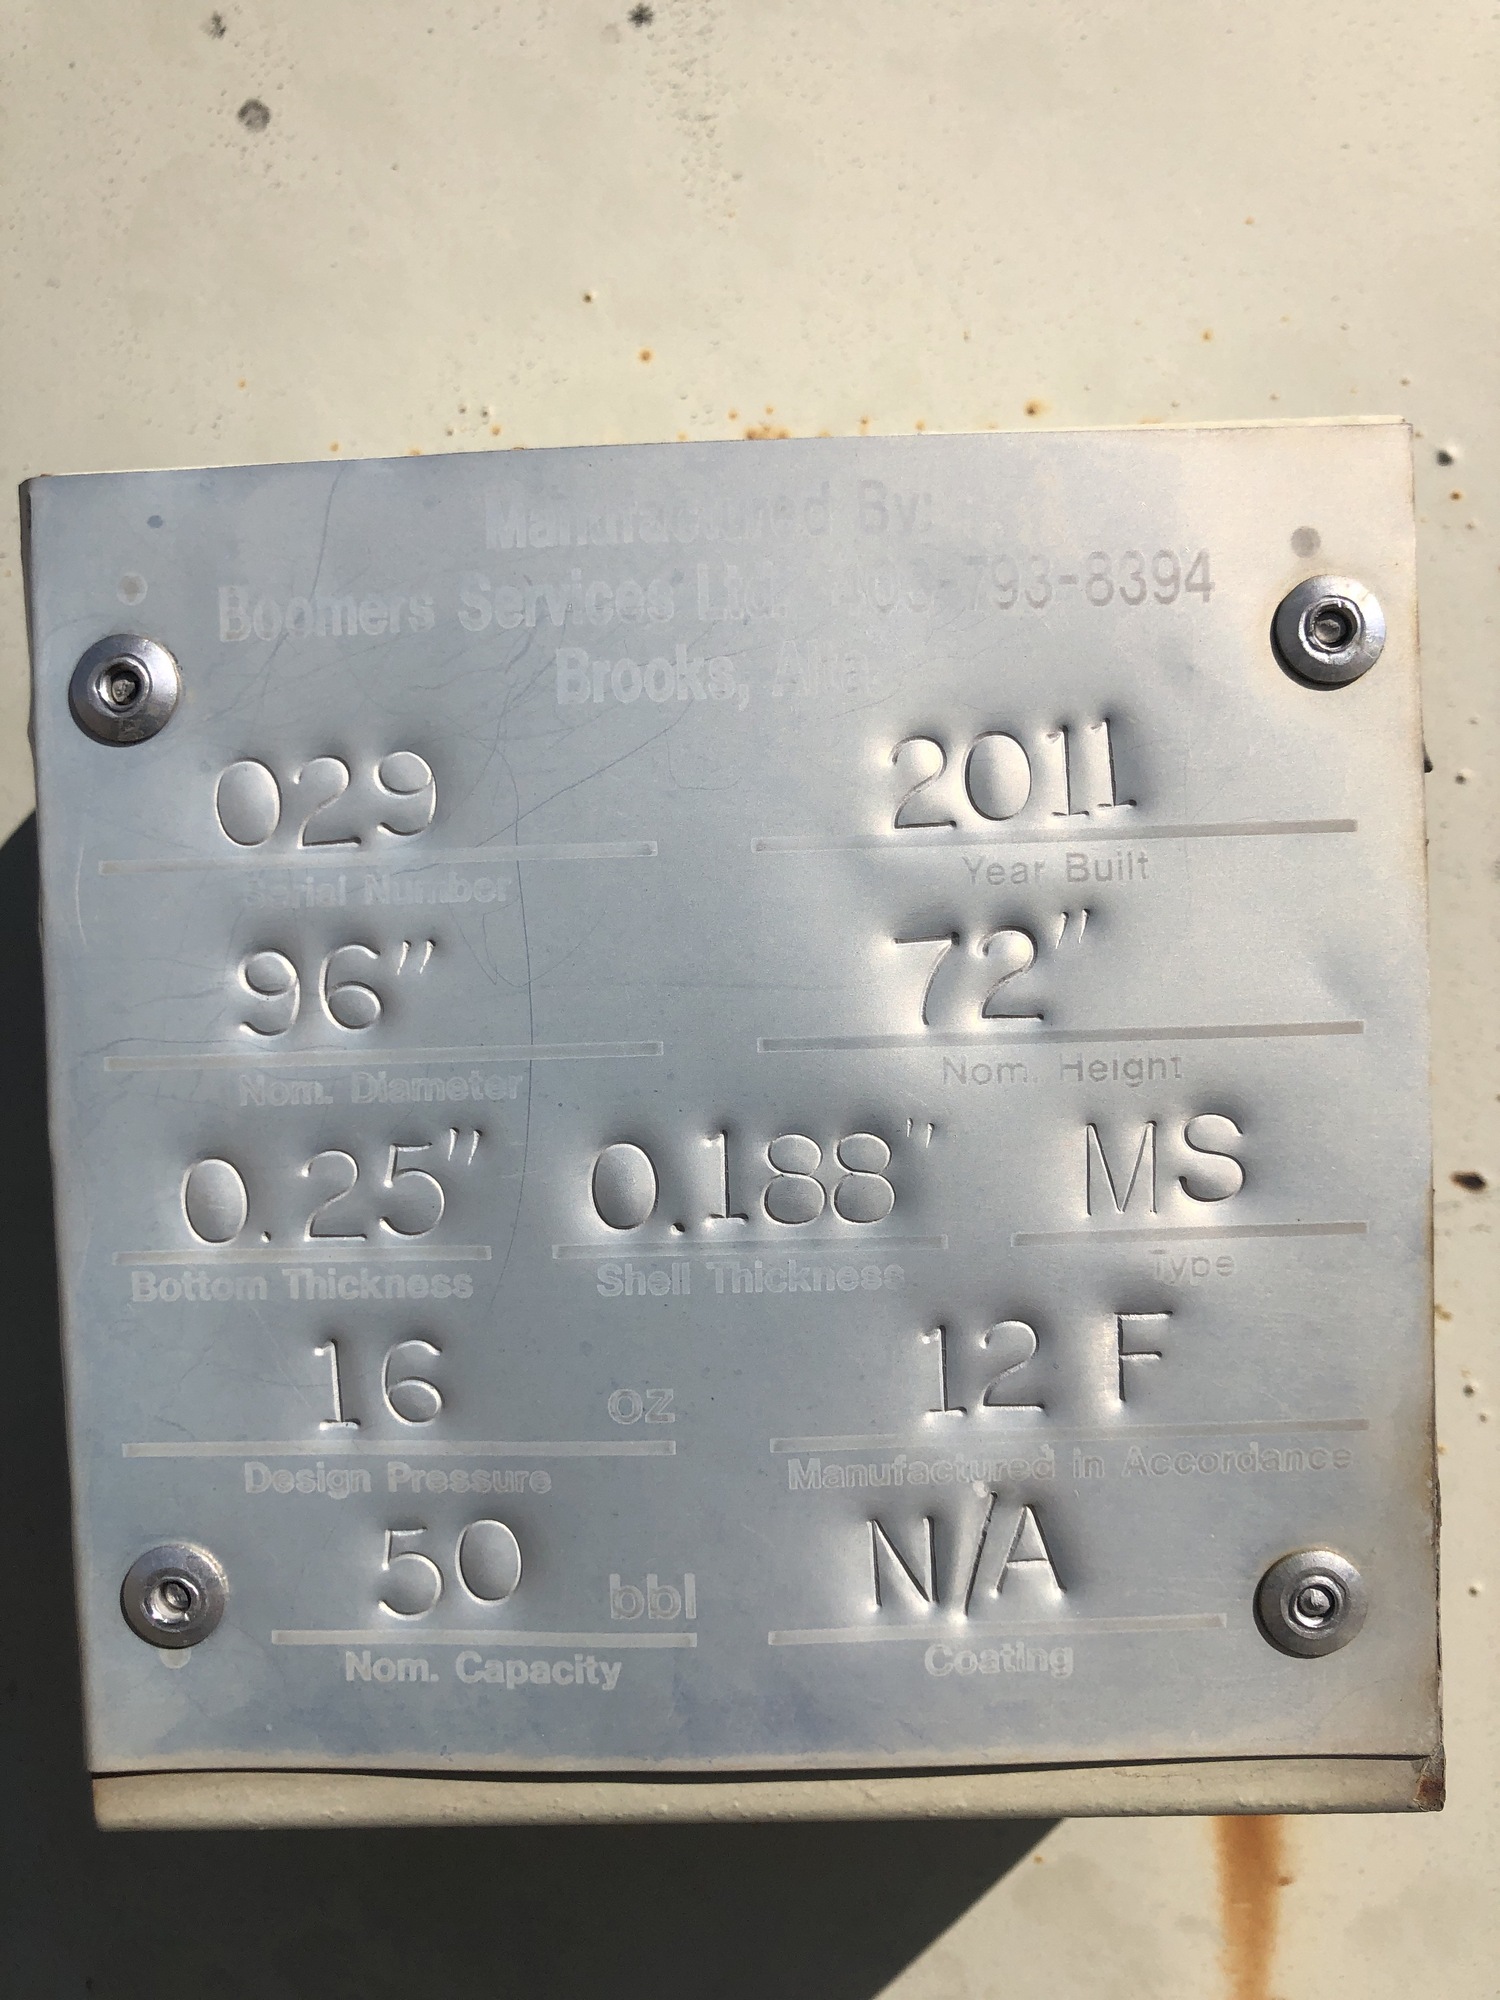 Manufactured By:
Boomers Services Ltd. 403-793-8394
Brooks, Alta.
029 2011
Serial Number Year Built
96" 72"
Nom. Diameter Nom. Height
0.25" 0.188" MS
Bottom Thickness Shell Thickness Type
16 oz 12 F
Design Pressure Manufactured in Accordance
50 bbl N/A
Nom. Capacity Coating